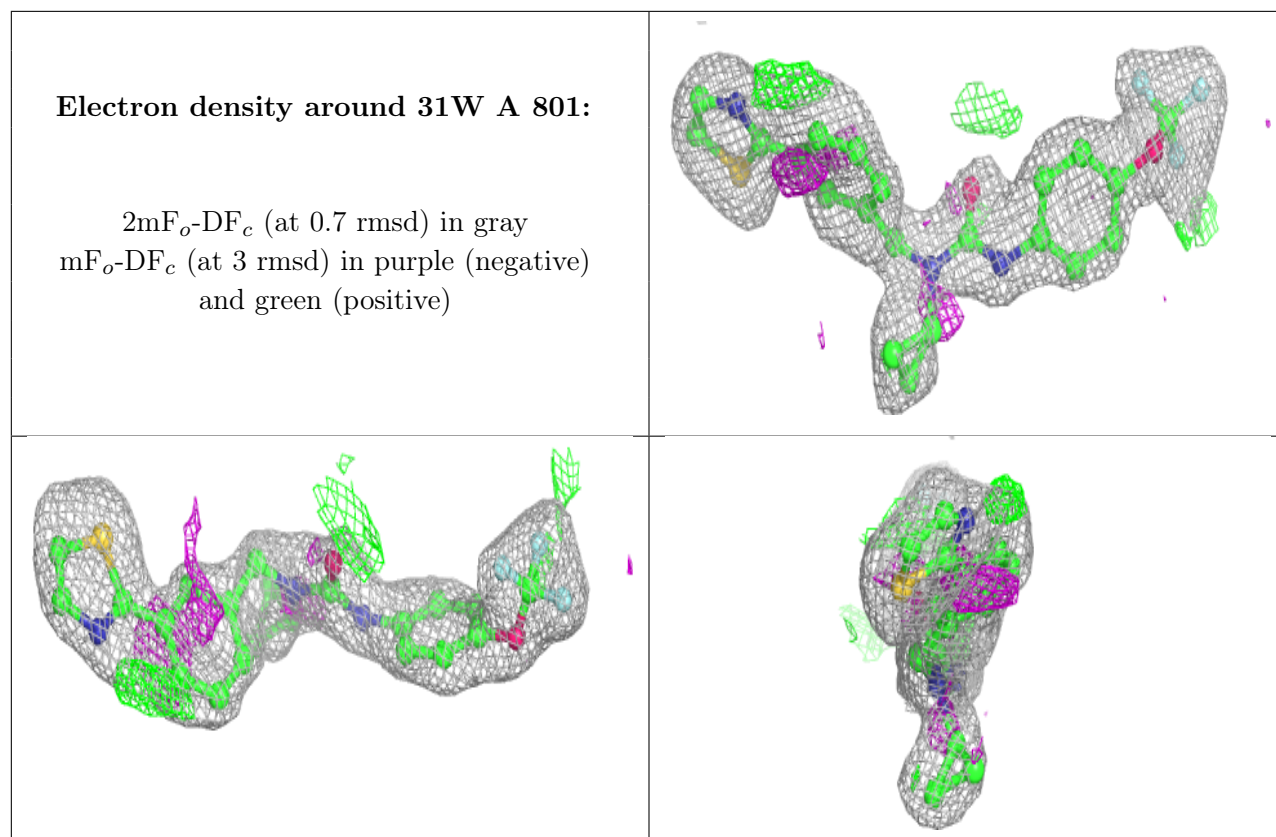 Electron density around 31W A 801:
2mFo-DFc (at 0.7 rmsd) in gray
mFo-DFc (at 3 rmsd) in purple (negative)
and green (positive)